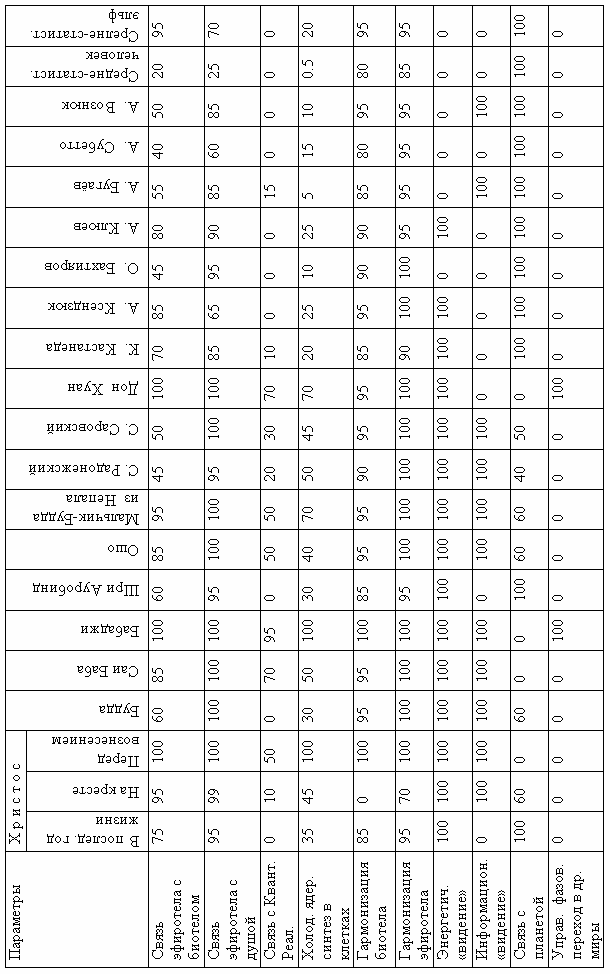 Средне-статист.
эльф 95 70 0 20 95 95 0 0 100 0
Средне-статист.
человек 20 25 0 0.5 80 85 0 0 100 0
А. Вознюк 50 85 0 10 95 95 0 100 100 0
А. Субетто 40 60 0 15 80 95 0 0 100 0
А. Бугаёв 55 85 15 5 85 95 0 100 100 0
А. Клюев 80 90 0 25 90 95 100 0 100 0
О. Бахтияров 45 95 0 10 90 100 0 0 100 0
А. Ксендзюк 85 65 0 25 95 100 100 0 100 0
К. Кастанеда 70 85 10 20 85 90 100 0 100 0
Дон Хуан 95 100 70 70 95 100 100 0 0 100
С. Саровский 50 100 30 45 95 100 100 100 50 0
С. Радонежский 45 95 20 50 90 100 100 100 40 0
Мальчик-Будда
из Непала 95 100 50 70 95 100 100 100 60 0
Ошо 85 100 50 40 95 100 100 100 60 0
Шри Ауробинд 60 95 0 30 85 95 100 0 100 0
Бабаджи 100 100 95 100 100 100 100 100 0 100
Саи Баба 85 100 70 50 95 100 100 100 0 0
Будда 60 100 0 30 95 100 100 100 60 0
Христос
Перед
вознесением 100 100 50 100 100 100 100 100 0 0
На кресте 95 99 10 45 0 70 100 100 60 0
В послед. год
жизни 75 95 0 35 85 95 100 0 100 0
Параметры
Связь
эфиротела с
биотелом
Связь
эфиротела с
душой
Связь с Квант.
Реал.
Холод. ядер.
синтез в
клетках
Гармонизация
биотела
Гармонизация
эфиротела
Энергетич.
«видение»
Информацион.
«видение»
Связь с
планетой
Управ. фазов.
переход в др.
миры